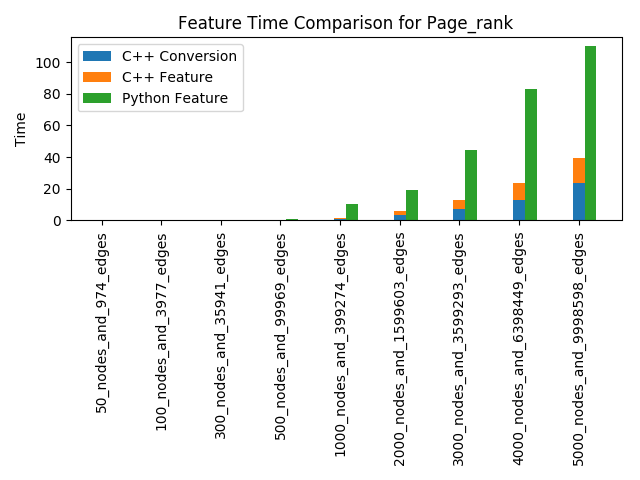 Feature Time Comparison for Page_rank
C++ Conversion
C++ Feature
Python Feature
Time
100
80
60
40
20
0
50_nodes_and_974_edges
100_nodes_and_3977_edges
300_nodes_and_35941_edges
500_nodes_and_99969_edges
1000_nodes_and_399274_edges
2000_nodes_and_1599603_edges
3000_nodes_and_3599293_edges
4000_nodes_and_6398449_edges
5000_nodes_and_9998598_edges